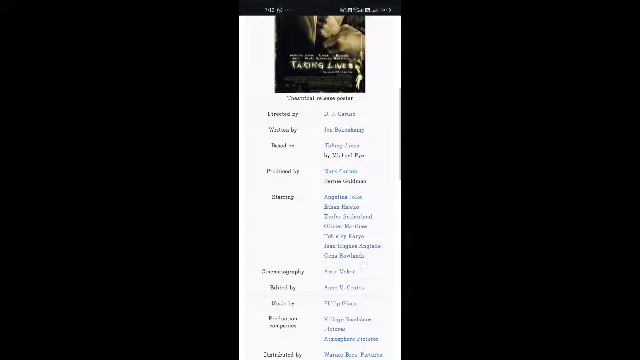 TAKING LIVES
Theatrical release poster
Directed by D. J. Caruso
Written by Jon Bokenkamp
Based on Taking Lives
by Michael Pye
Produced by Mark Canton
Bernie Goldman
Starring Angelina Jolie
Ethan Hawke
Kiefer Sutherland
Olivier Martinez
Tchéky Karyo
Jean-Hugues Anglade
Gena Rowlands
Cinematography Amir Mokri
Edited by Anne V. Coates
Music by Philip Glass
Production
companies
Village Roadshow
Pictures
Atmosphere Pictures
Distributed by Warner Bros. Pictures